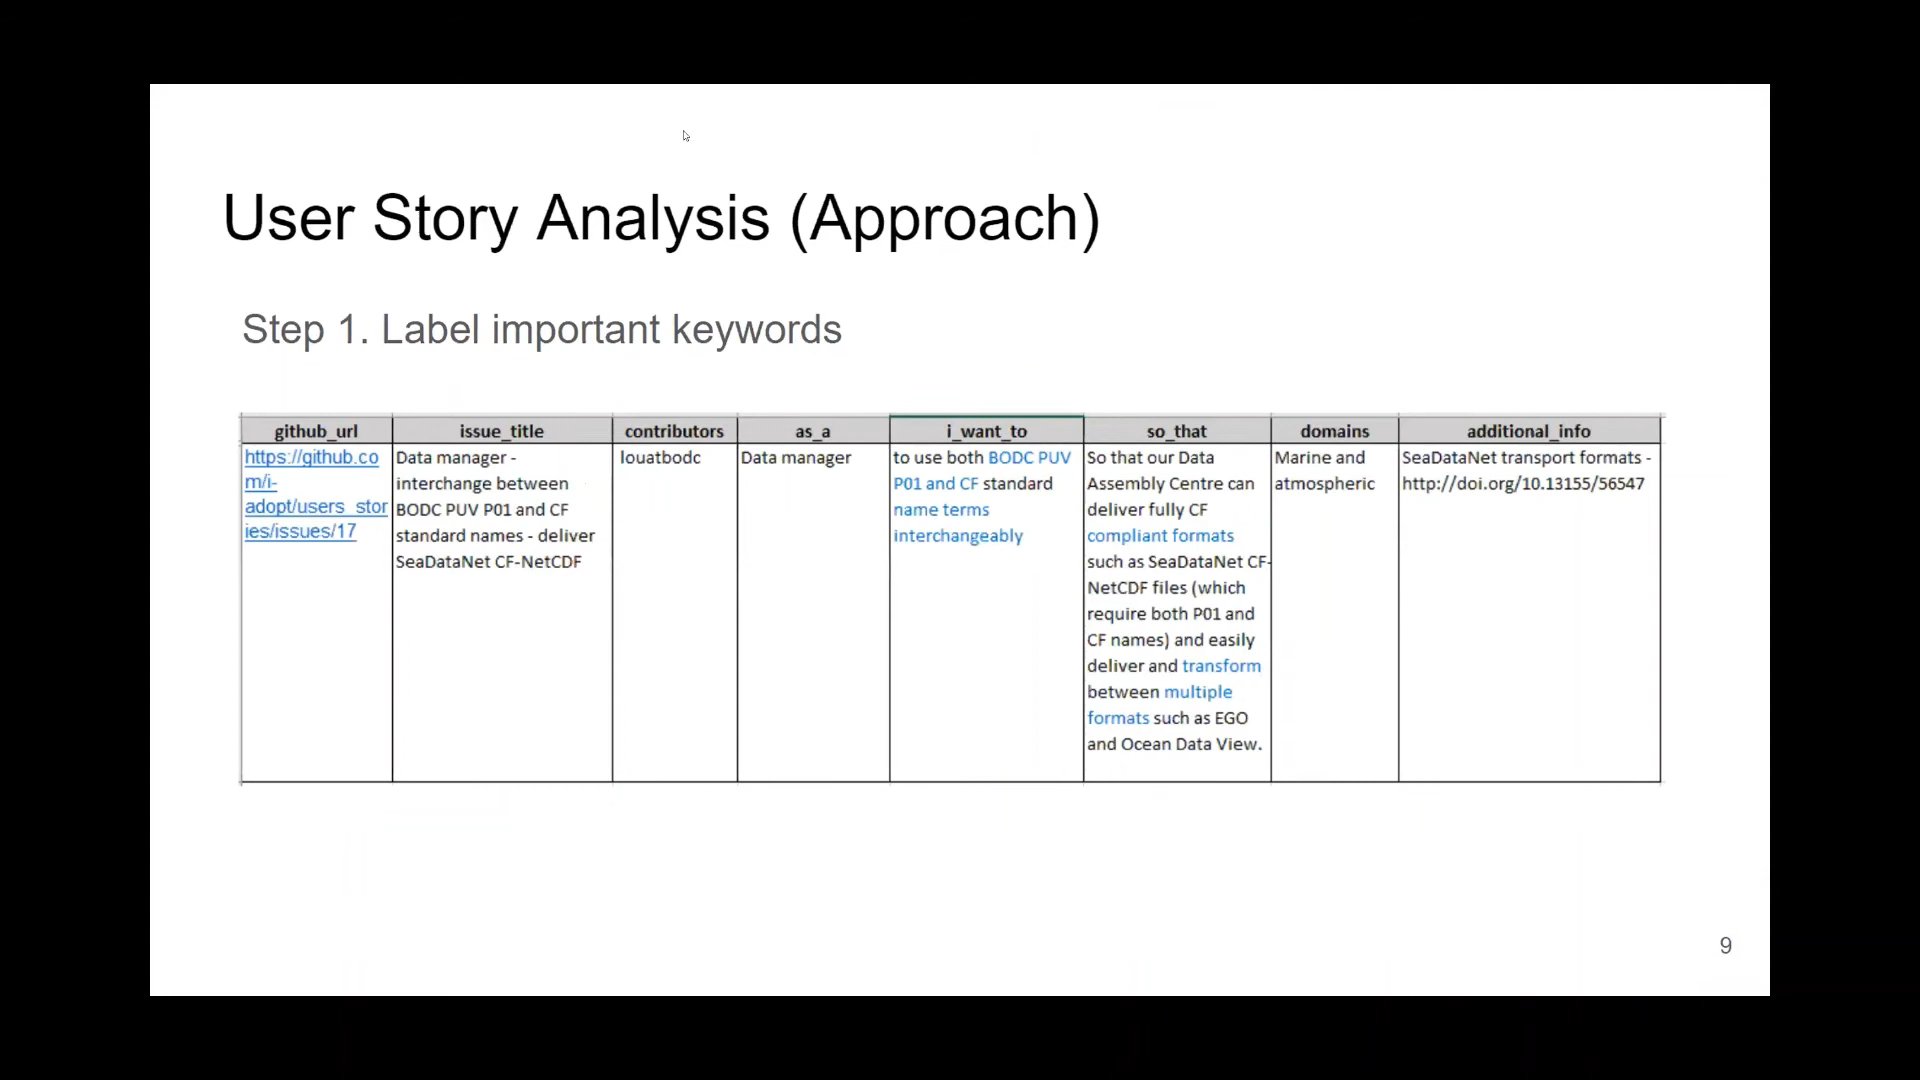 User Story Analysis (Approach)
Step 1. Label important keywords
github_url
issue_title
contributors
as_a
i_want_to
so_that
domains
additional_info
https://github.co
m/i-
adopt/users_stor
ies/issues/17
Data manager -
interchange between
BODC PUV P01 and CF
standard names - deliver
SeaDataNet CF-NetCDF
louatbodc
Data manager
to use both BODC PUV
P01 and CF standard
name terms
interchangeably
So that our Data
Assembly Centre can
deliver fully CF
compliant formats
such as SeaDataNet CF-
NetCDF files (which
require both P01 and
CF names) and easily
deliver and transform
between multiple
formats such as EGO
and Ocean Data View.
Marine and
atmospheric
SeaDataNet transport formats -
http://doi.org/10.13155/56547
9